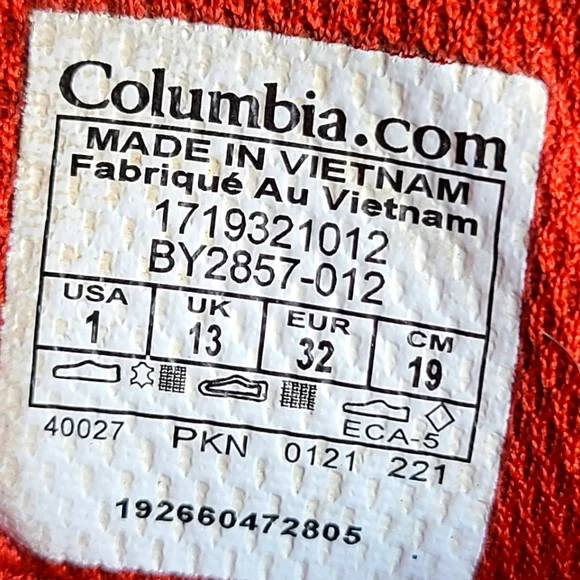 Columbia.com
MADE IN VIETNAM
Fabriqué Au Vietnam
1719321012
BY2857-012
USA UK EUR CM
1 13 32 19
ECA-5
40027 PKN 0121 221
192660472805